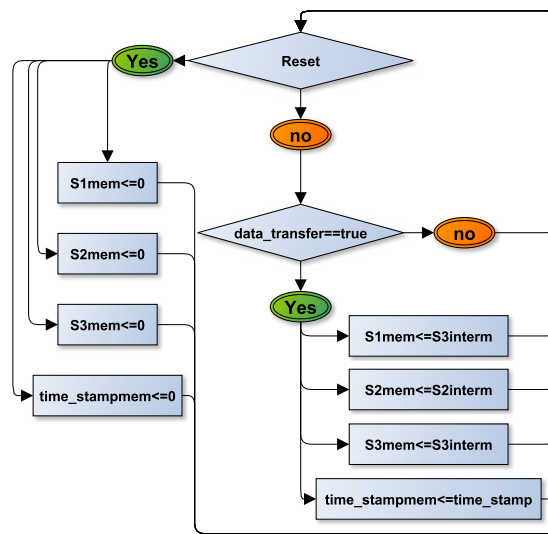 Yes
Reset
no
S1mem<=0
data_transfer==true
no
S2mem<=0
Yes
S3mem<=0
S1mem<=S3interm
time_stampmem<=0
S2mem<=S2interm
S3mem<=S3interm
time_stampmem<=time_stamp